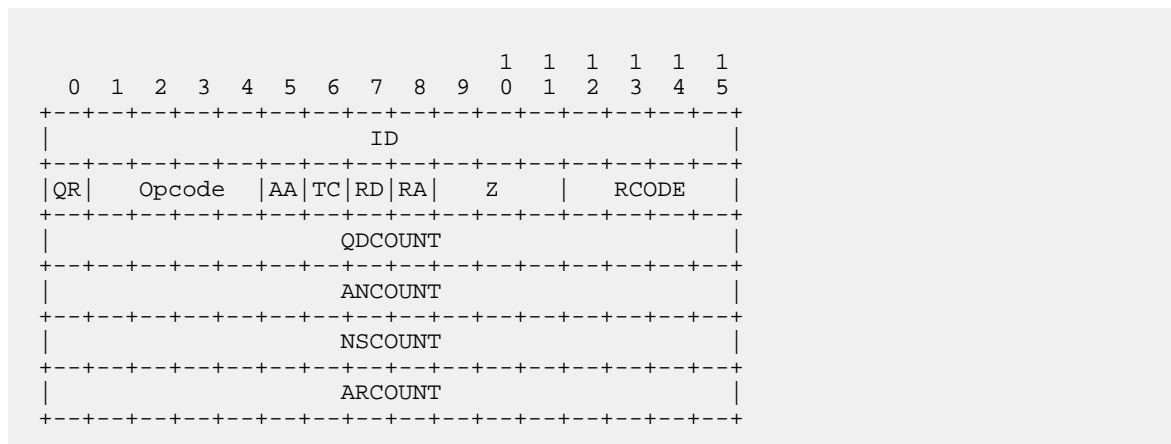 1  1  1  1  1  1
   0  1  2  3  4  5  6  7  8  9  0  1  2  3  4  5
 +--+--+--+--+--+--+--+--+--+--+--+--+--+--+--+--+
 |                      ID                       |
 +--+--+--+--+--+--+--+--+--+--+--+--+--+--+--+--+
 |QR|   Opcode  |AA|TC|RD|RA|   Z    |   RCODE   |
 +--+--+--+--+--+--+--+--+--+--+--+--+--+--+--+--+
 |                    QDCOUNT                    |
 +--+--+--+--+--+--+--+--+--+--+--+--+--+--+--+--+
 |                    ANCOUNT                    |
 +--+--+--+--+--+--+--+--+--+--+--+--+--+--+--+--+
 |                    NSCOUNT                    |
 +--+--+--+--+--+--+--+--+--+--+--+--+--+--+--+--+
 |                    ARCOUNT                    |
 +--+--+--+--+--+--+--+--+--+--+--+--+--+--+--+--+